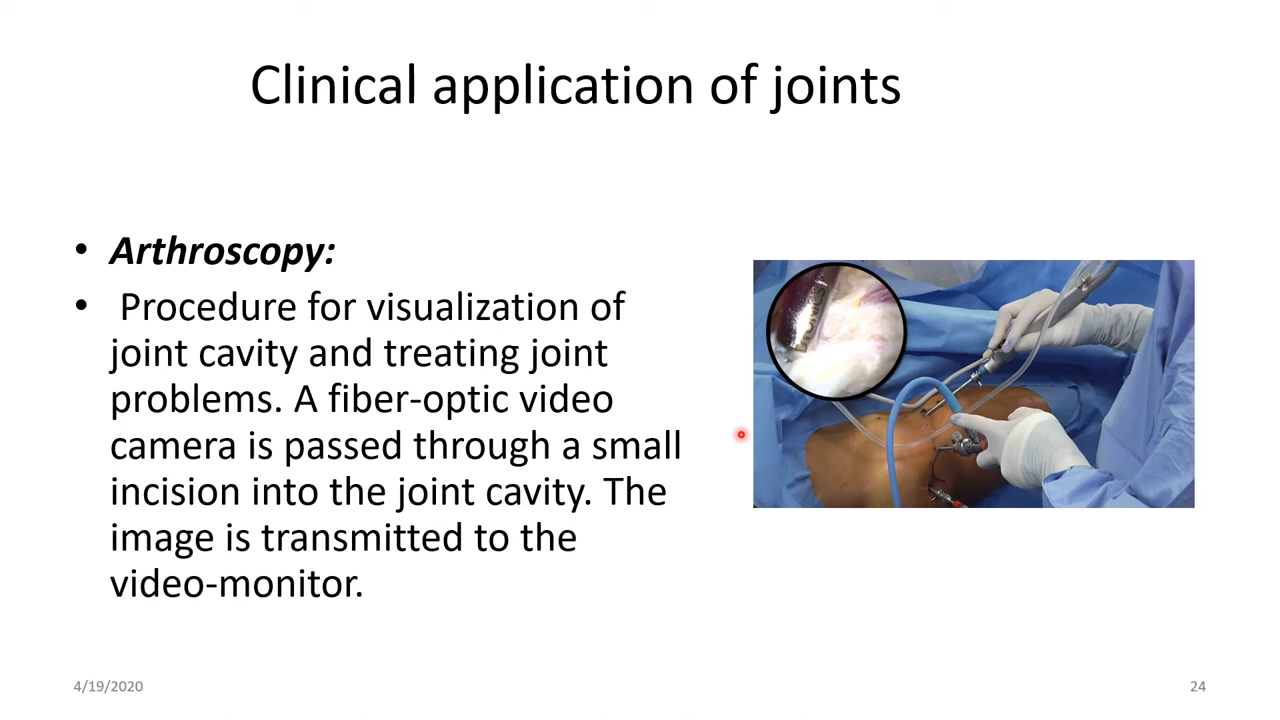 Clinical application of joints
• Arthroscopy:
• Procedure for visualization of
joint cavity and treating joint
problems. A fiber-optic video
camera is passed through a small
incision into the joint cavity. The
image is transmitted to the
video-monitor.
4/19/2020
24